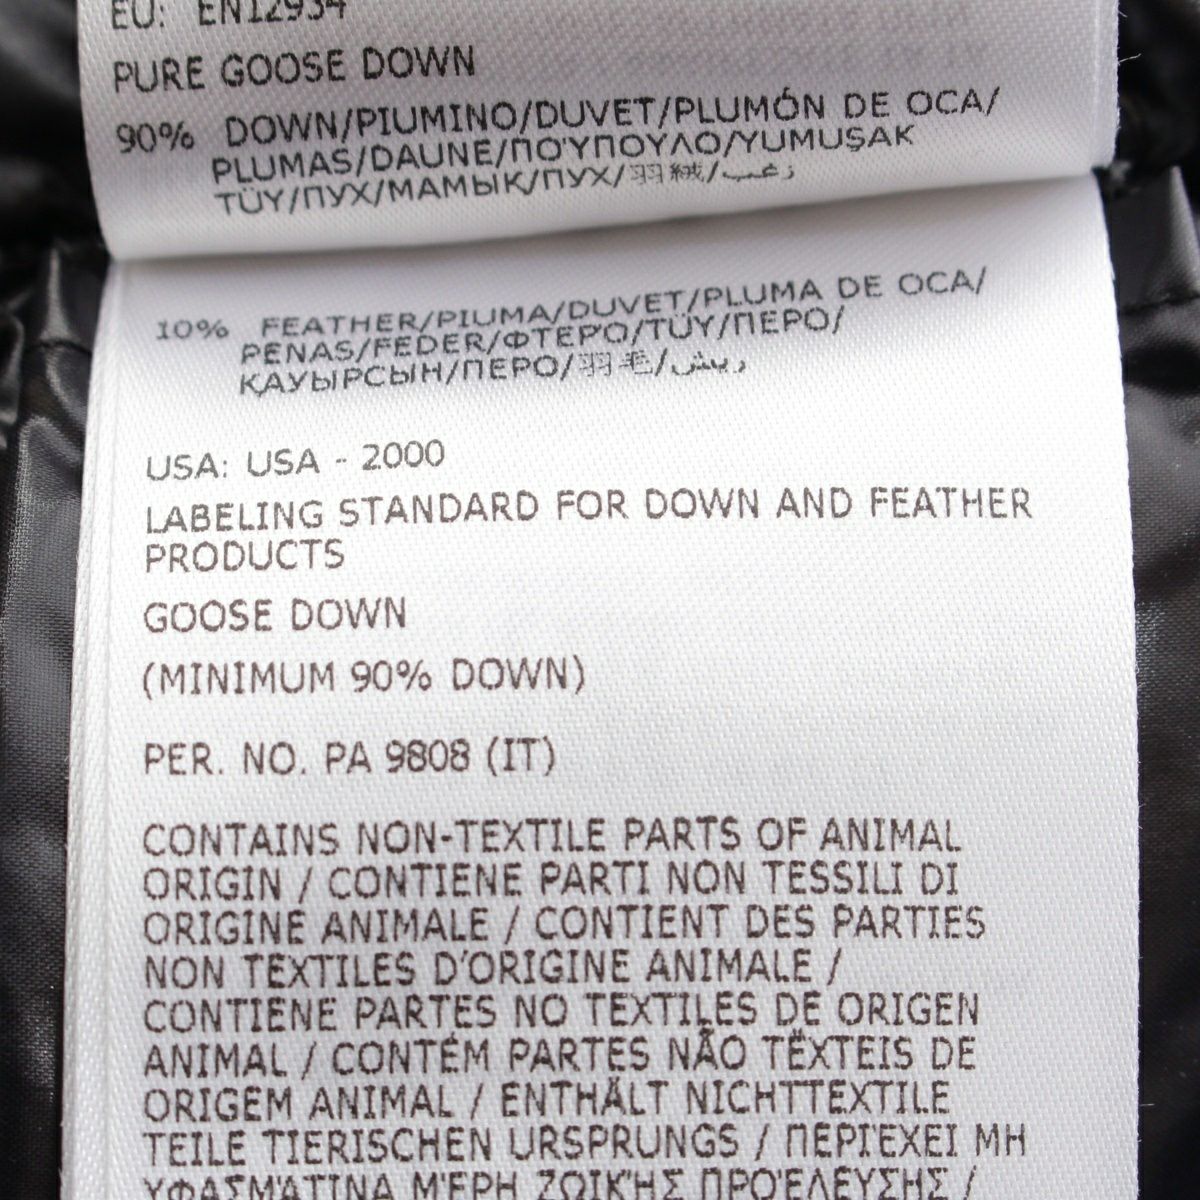 EU: EN12934
PURE GOOSE DOWN
90% DOWN/PIUMINO/DUVET/PLUMÓN DE OCA/
PLUMAS/DAUNE/ΠΟΎΠΟΥΛΟ/YUMUŞAK
TÜY/ПУХ/МАМЫҚ/ПУХ/羽絨/زغب
10% FEATHER/PIUMA/DUVET/PLUMA DE OCA/
PENAS/FEDER/ΦΤΕΡΌ/TÜY/ПЕРО/
ҚАУЫРСЫН/ПЕРО/羽毛/ريش
USA: USA - 2000
LABELING STANDARD FOR DOWN AND FEATHER
PRODUCTS
GOOSE DOWN
(MINIMUM 90% DOWN)
PER. NO. PA 9808 (IT)
CONTAINS NON-TEXTILE PARTS OF ANIMAL
ORIGIN / CONTIENE PARTI NON TESSILI DI
ORIGINE ANIMALE / CONTIENT DES PARTIES
NON TEXTILES D'ORIGINE ANIMALE /
CONTIENE PARTES NO TEXTILES DE ORIGEN
ANIMAL / CONTÉM PARTES NÃO TÊXTEIS DE
ORIGEM ANIMAL / ENTHÄLT NICHTTEXTILE
TEILE TIERISCHEN URSPRUNGS / ΠΕΡΙΈΧΕΙ ΜΗ
ΥΦΑΣΜΆΤΙΝΑ ΜΈΡΗ ΖΩΙΚΉΣ ΠΡΟΈΛΕΥΣΗΣ /